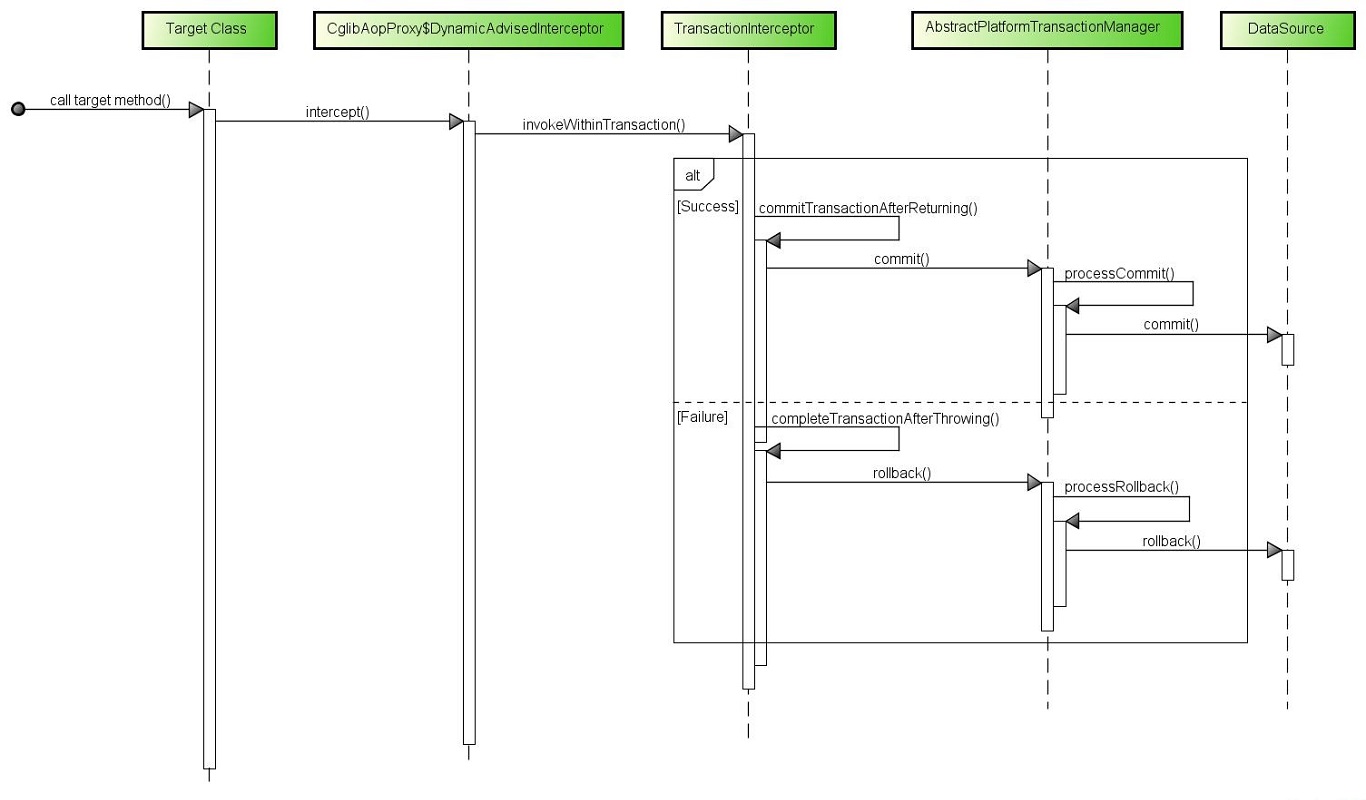 Target Class
CglibAopProxy$DynamicAdvisedInterceptor
TransactionInterceptor
AbstractPlatformTransactionManager
DataSource
call target method()
intercept()
invokeWithinTransaction()
alt
[Success]
commitTransactionAfterReturning()
commit()
processCommit()
commit()
[Failure]
completeTransactionAfterThrowing()
rollback()
processRollback()
rollback()